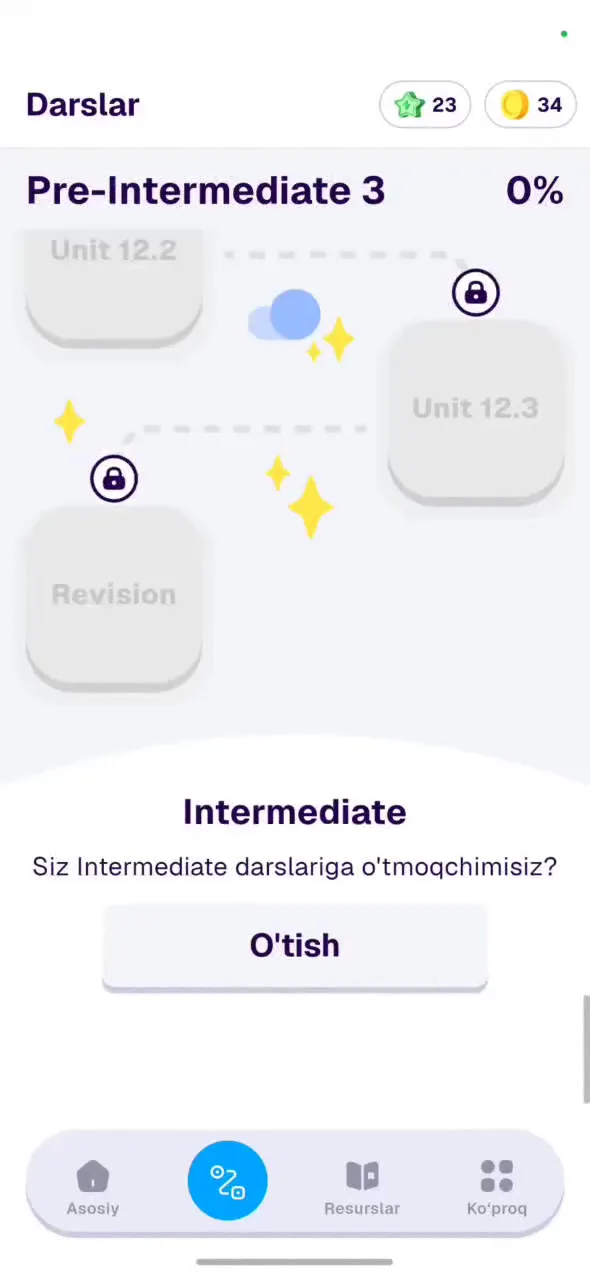 Darslar
23
34
Pre-Intermediate 3
0%
Unit 12.2
Unit 12.3
Revision
Intermediate
Siz Intermediate darslariga o'tmoqchimisiz?
O'tish
Asosiy
Resurslar
Ko‘proq